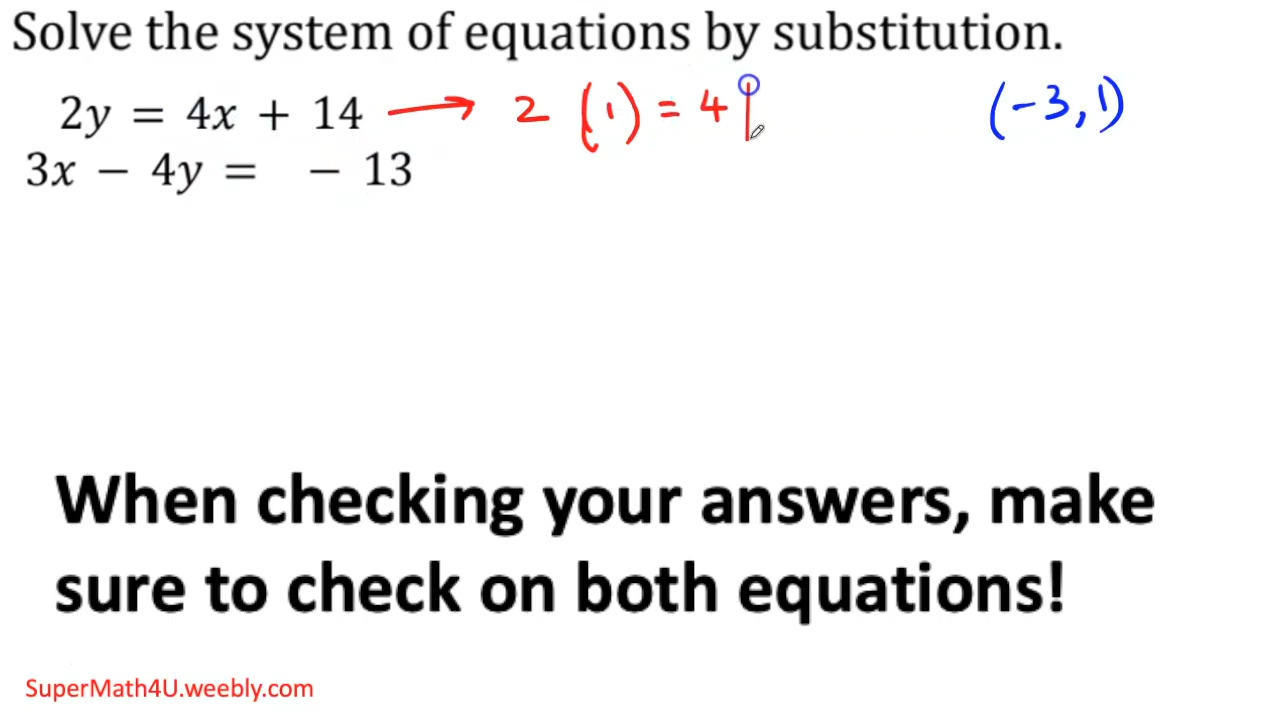 Solve the system of equations by substitution.
2y = 4x + 14 → 2 (1) = 4 (-3, 1)
3x − 4y = − 13
When checking your answers, make
sure to check on both equations!
SuperMath4U.weebly.com